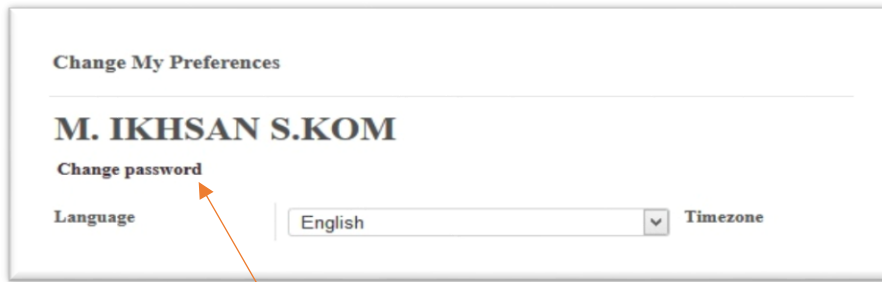 Change My Preferences
M. IKHSAN S.KOM
Change password
Language English Timezone